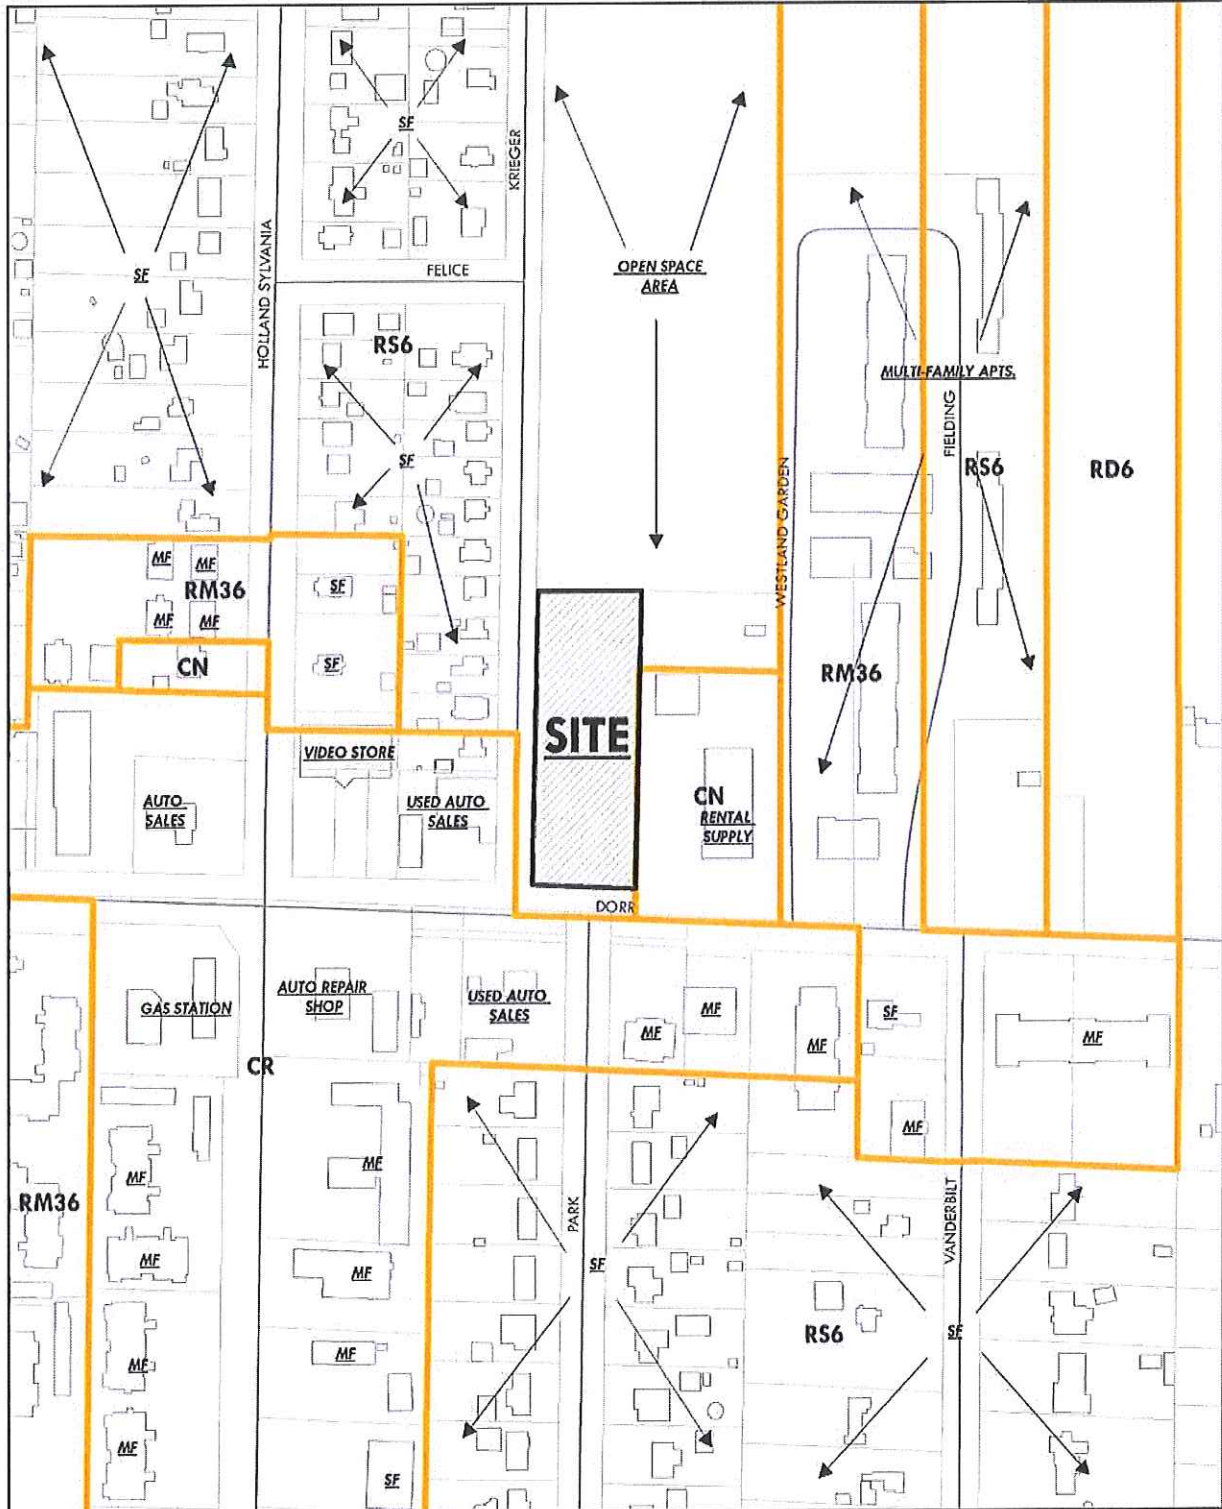 SF
KRIEGER
HOLLAND SYLVANIA
SF
FELICE
OPEN SPACE
AREA
RS6
MULTI-FAMILY APTS.
FIELDING
SF
RS6
RD6
WESTLAND GARDEN
MF
MF
RM36
SF
MF
MF
CN
SF
RM36
SITE
VIDEO STORE
AUTO
SALES
USED AUTO
SALES
CN
RENTAL
SUPPLY
DORR
GAS STATION
AUTO REPAIR
SHOP
USED AUTO
SALES
MF
MF
MF
SF
MF
CR
MF
MF
MF
RM36
PARK
VANDERBILT
MF
MF
SF
RS6
SF
MF
MF
MF
SF